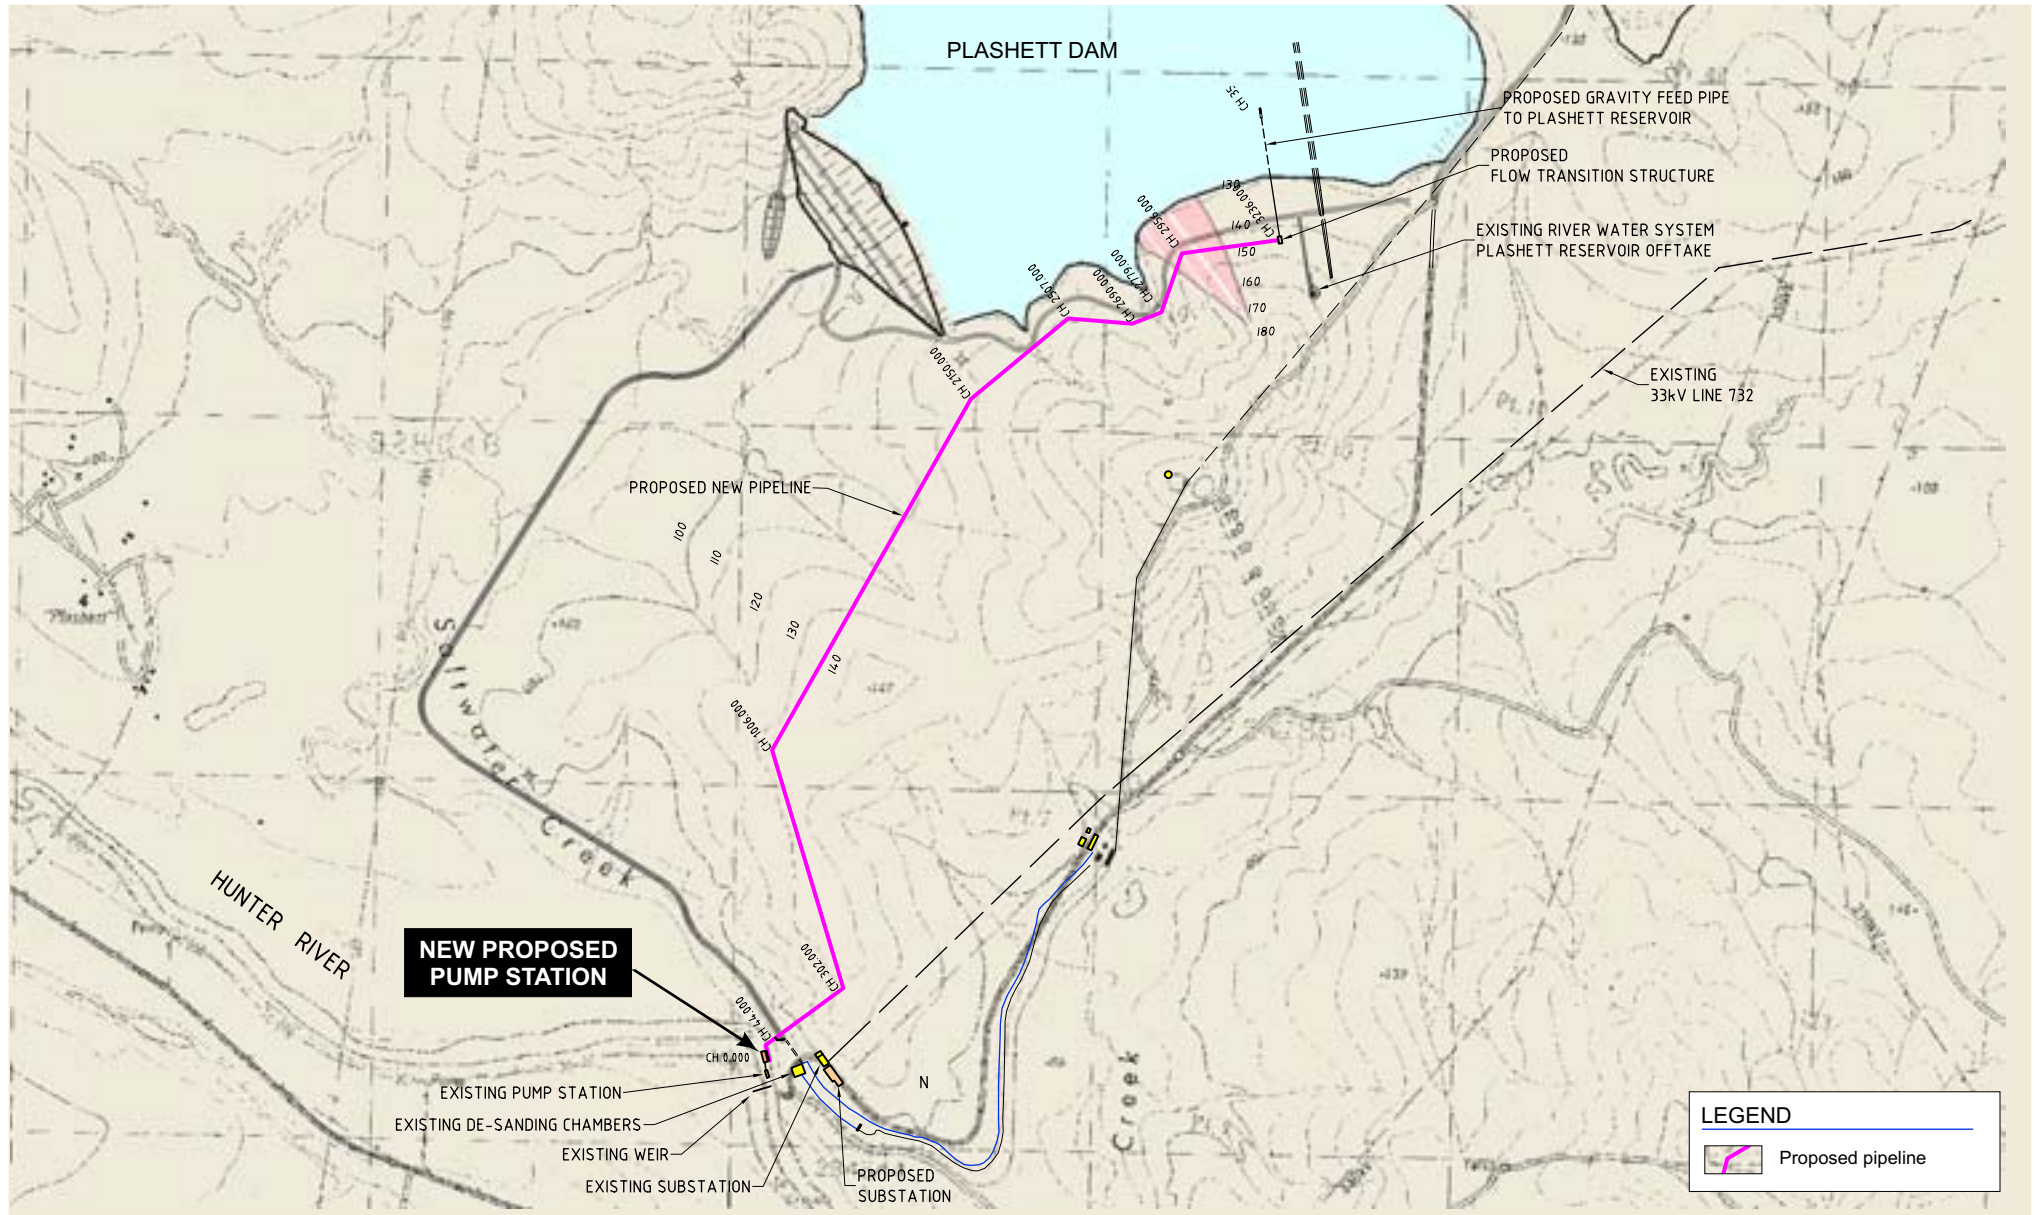 PLASHETT DAM
CH 35
PROPOSED GRAVITY FEED PIPE
TO PLASHETT RESERVOIR
PROPOSED
FLOW TRANSITION STRUCTURE
EXISTING RIVER WATER SYSTEM
PLASHETT RESERVOIR OFFTAKE
130
140
150
160
170
180
CH 3236.000
CH 2956.000
CH 2779.000
CH 2690.000
CH 2507.000
CH 2150.000
EXISTING
33kV LINE 732
PROPOSED NEW PIPELINE
100
110
120
130
140
Plashett
Saltwater Creek
CH 1006.000
HUNTER RIVER
NEW PROPOSED
PUMP STATION
CH 302.000
CH 44.000
CH 0.000
EXISTING PUMP STATION
EXISTING DE-SANDING CHAMBERS
EXISTING WEIR
EXISTING SUBSTATION
PROPOSED
SUBSTATION
N
Creek
LEGEND
Proposed pipeline